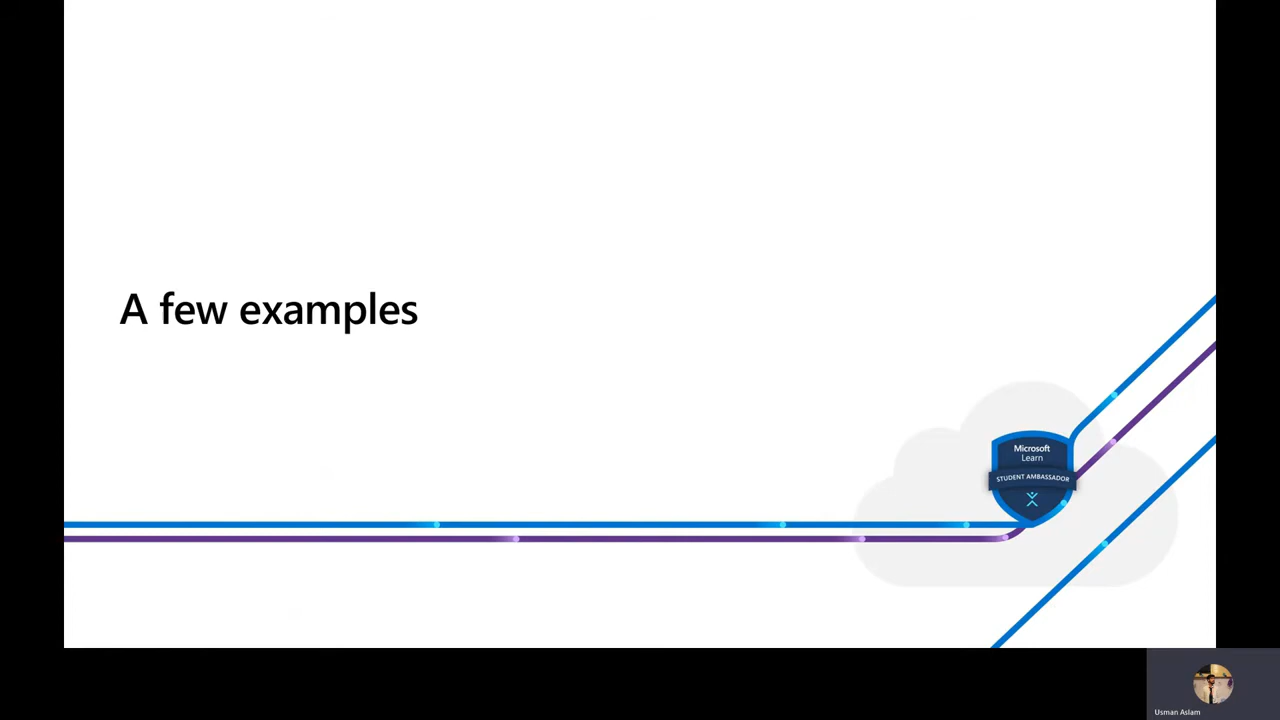 A few examples
Microsoft
Learn
STUDENT AMBASSADOR
Usman Aslam